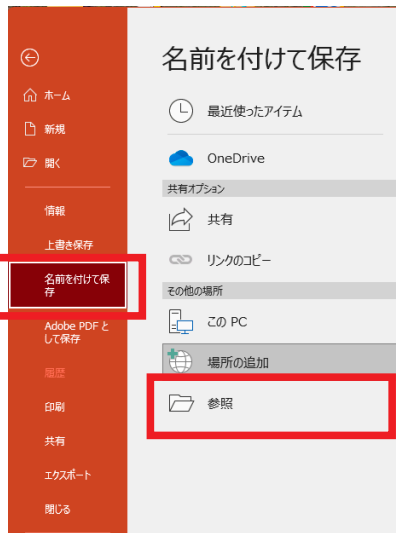 名前を付けて保存
ホーム
新規
開く
情報
上書き保存
名前を付けて保
存
Adobe PDF と
して保存
履歴
印刷
共有
エクスポート
閉じる
最近使ったアイテム
OneDrive
共有オプション
共有
リンクのコピー
その他の場所
この PC
場所の追加
参照